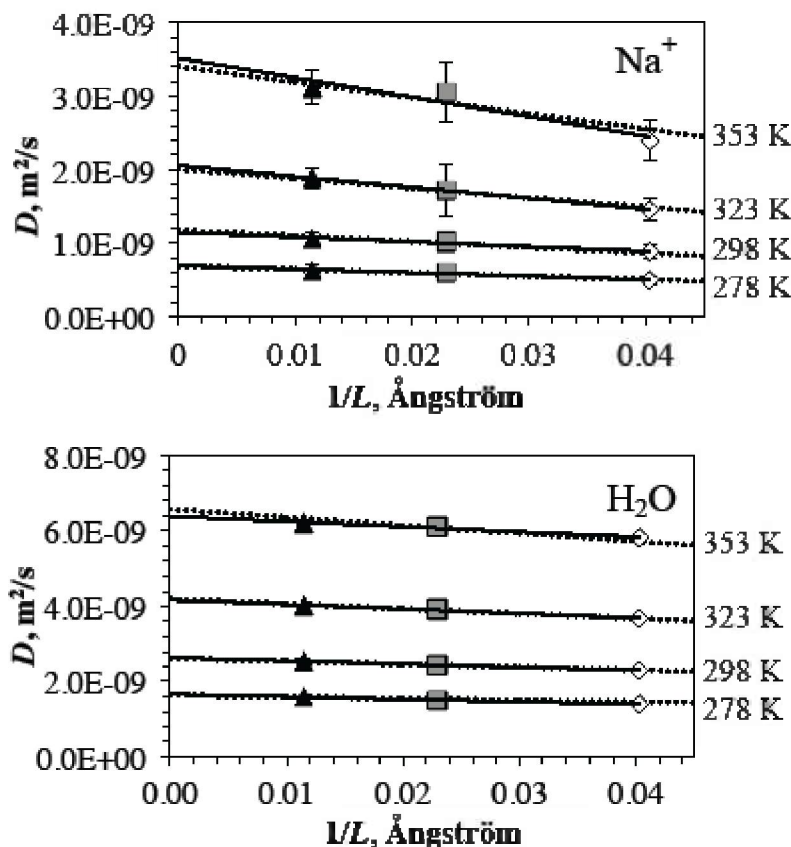 4.0E-09
Na+
3.0E-09
353 K
D, m²/s
2.0E-09
323 K
1.0E-09
298 K
278 K
0.0E+00
0 0.01 0.02 0.03 0.04
1/L, Ångström
8.0E-09
H₂O
6.0E-09
353 K
D, m²/s
4.0E-09
323 K
2.0E-09
298 K
278 K
0.0E+00
0.00 0.01 0.02 0.03 0.04
1/L, Ångström